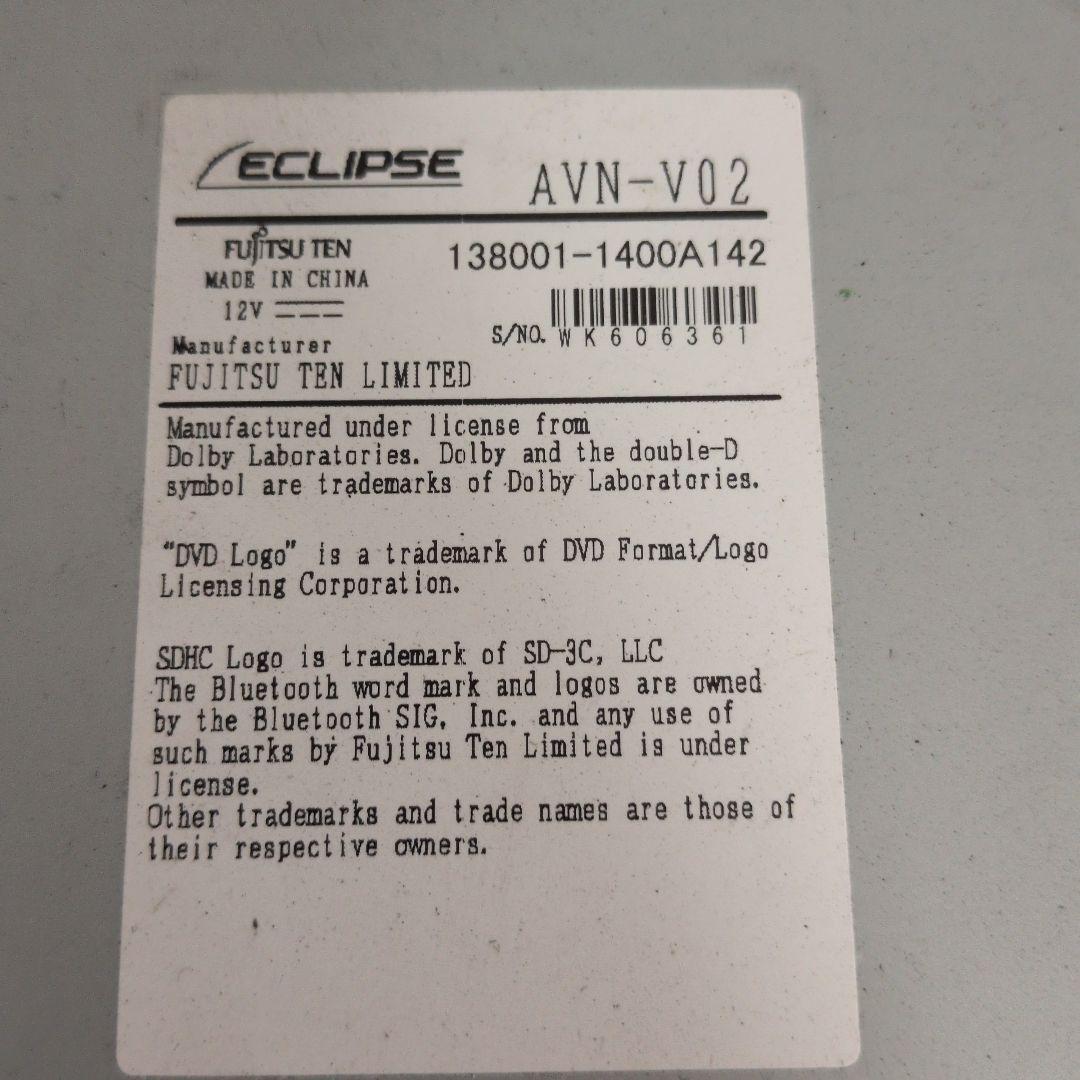 ECLIPSE AVN-V02
FUJITSU TEN 138001-1400A142
MADE IN CHINA
12V
S/NO. WK606361
Manufacturer
FUJITSU TEN LIMITED
Manufactured under license from
Dolby Laboratories. Dolby and the double-D
symbol are trademarks of Dolby Laboratories.
“DVD Logo” is a trademark of DVD Format/Logo
Licensing Corporation.
SDHC Logo is trademark of SD-3C, LLC
The Bluetooth word mark and logos are owned
by the Bluetooth SIG, Inc. and any use of
such marks by Fujitsu Ten Limited is under
license.
Other trademarks and trade names are those of
their respective owners.